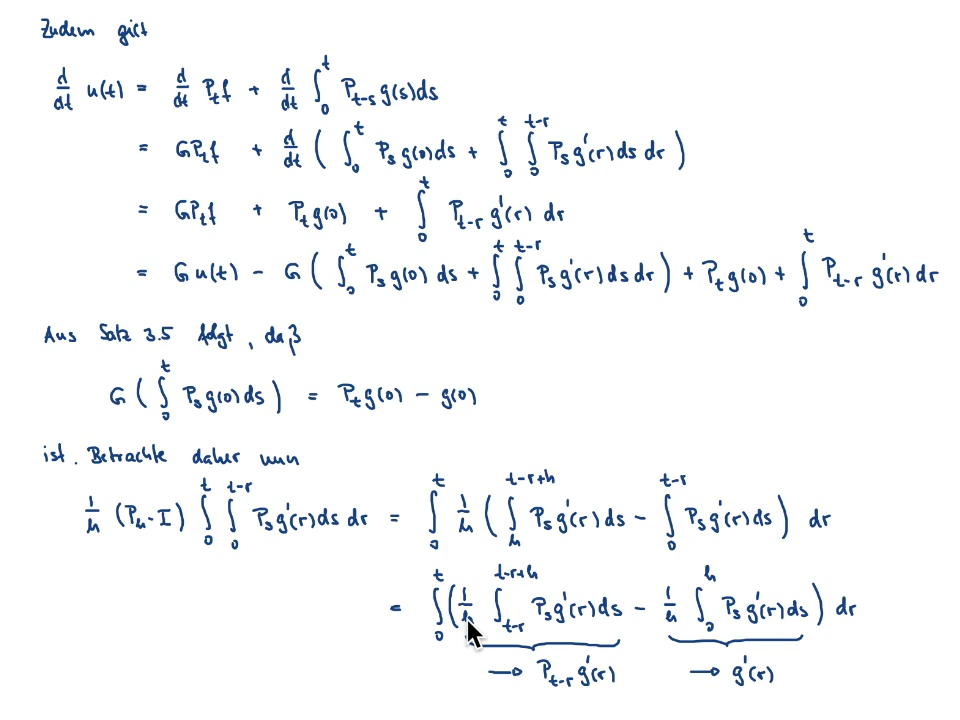 Zudem gilt
d/dt u(t) = d/dt P_t f + d/dt ∫_0^t P_{t-s} g(s) ds
= G P_t f + d/dt ( ∫_0^t P_s g(0) ds + ∫_0^t ∫_0^{t-r} P_s g'(r) ds dr )
= G P_t f + P_t g(0) + ∫_0^t P_{t-r} g'(r) dr
= G u(t) - G ( ∫_0^t P_s g(0) ds + ∫_0^t ∫_0^{t-r} P_s g'(r) ds dr ) + P_t g(0) + ∫_0^t P_{t-r} g'(r) dr
Aus Satz 3.5 folgt, daß
G ( ∫_0^t P_s g(0) ds ) = P_t g(0) - g(0)
ist. Betrachte daher nun
1/h (P_h - I) ∫_0^t ∫_0^{t-r} P_s g'(r) ds dr = ∫_0^t 1/h ( ∫_h^{t-r+h} P_s g'(r) ds - ∫_0^{t-r} P_s g'(r) ds ) dr
= ∫_0^t ( 1/h ∫_{t-r}^{t-r+h} P_s g'(r) ds - 1/h ∫_0^h P_s g'(r) ds ) dr
→ P_{t-r} g'(r) → g'(r)